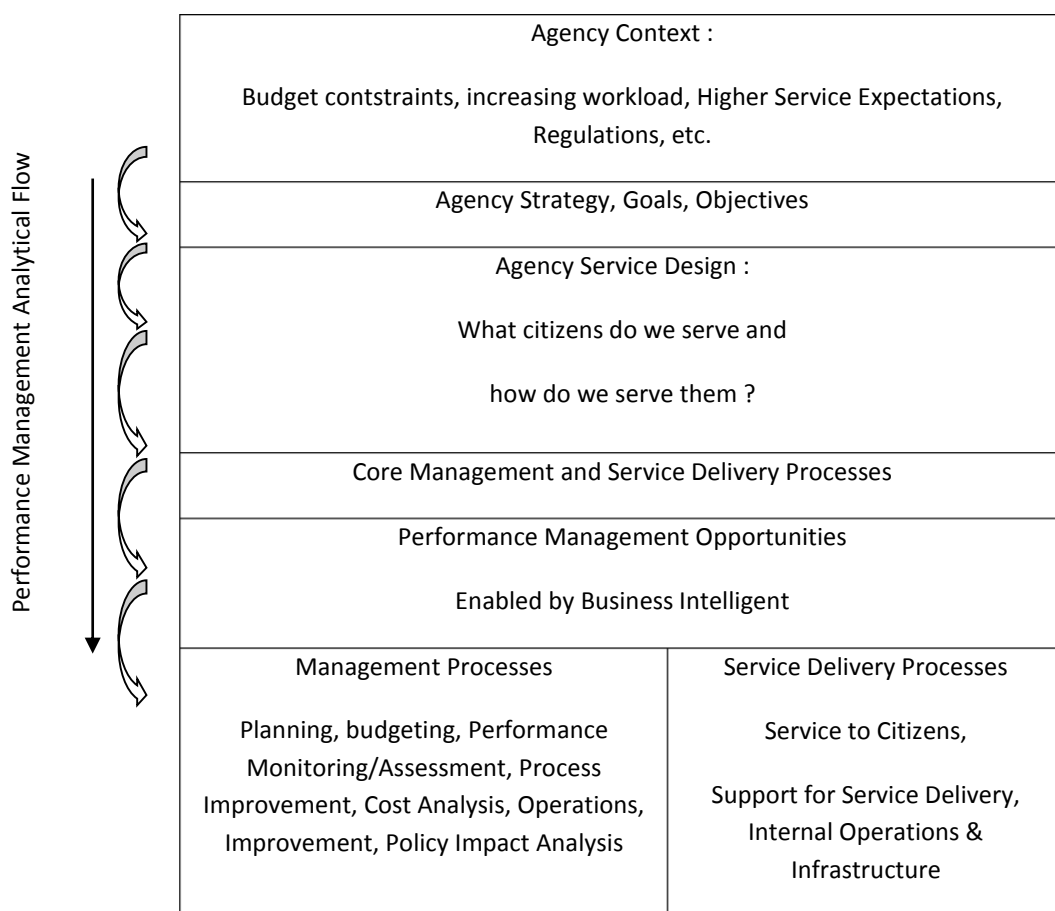 Performance Management Analytical Flow
Agency Context :
Budget contstraints, increasing workload, Higher Service Expectations,
Regulations, etc.
Agency Strategy, Goals, Objectives
Agency Service Design :
What citizens do we serve and
how do we serve them ?
Core Management and Service Delivery Processes
Performance Management Opportunities
Enabled by Business Intelligent
Management Processes
Planning, budgeting, Performance
Monitoring/Assessment, Process
Improvement, Cost Analysis, Operations,
Improvement, Policy Impact Analysis
Service Delivery Processes
Service to Citizens,
Support for Service Delivery,
Internal Operations &
Infrastructure